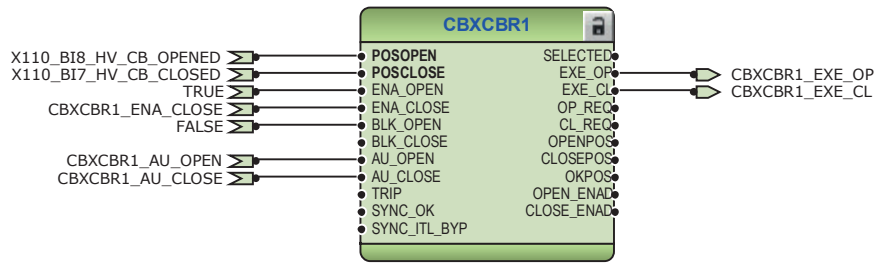 CBXCBR1
X110_BI8_HV_CB_OPENED POSOPEN SELECTED
X110_BI7_HV_CB_CLOSED POSCLOSE EXE_OP CBXCBR1_EXE_OP
TRUE ENA_OPEN EXE_CL CBXCBR1_EXE_CL
CBXCBR1_ENA_CLOSE ENA_CLOSE OP_REQ
FALSE BLK_OPEN CL_REQ
BLK_CLOSE OPENPOS
CBXCBR1_AU_OPEN AU_OPEN CLOSEPOS
CBXCBR1_AU_CLOSE AU_CLOSE OKPOS
TRIP OPEN_ENAD
SYNC_OK CLOSE_ENAD
SYNC_ITL_BYP